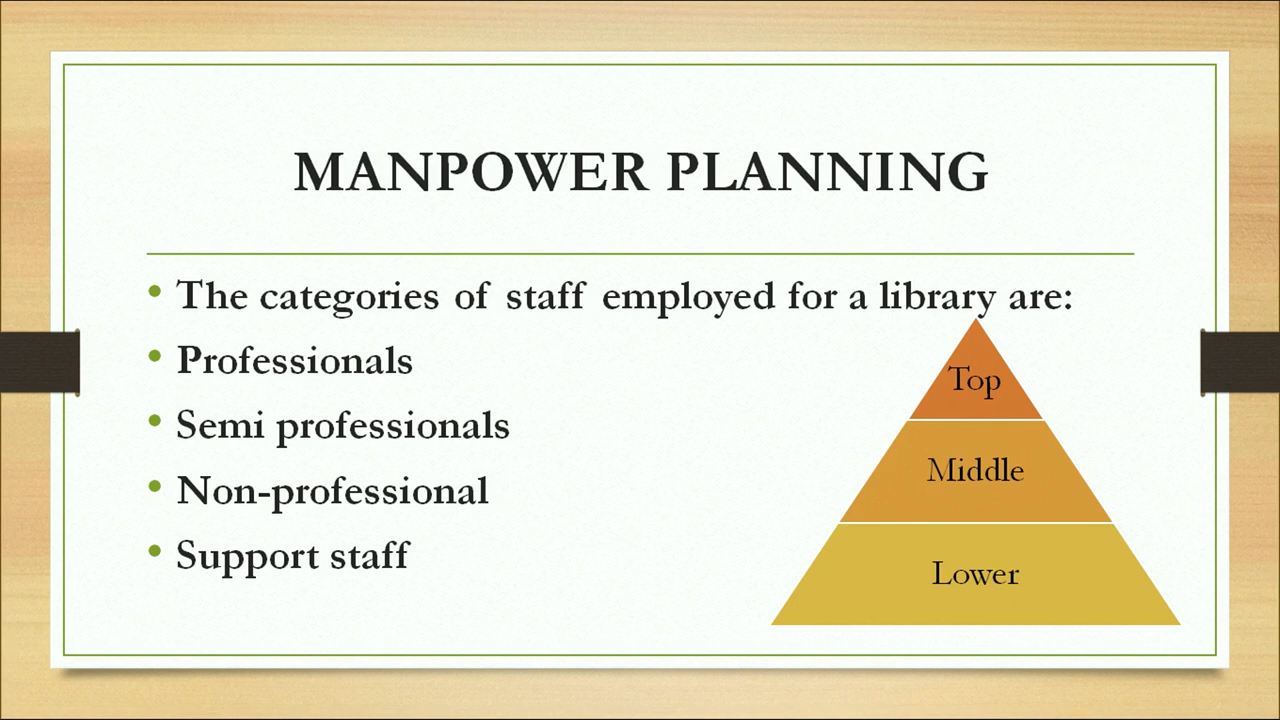 MANPOWER PLANNING
• The categories of staff employed for a library are:
• Professionals
• Semi professionals
• Non-professional
• Support staff
Top
Middle
Lower